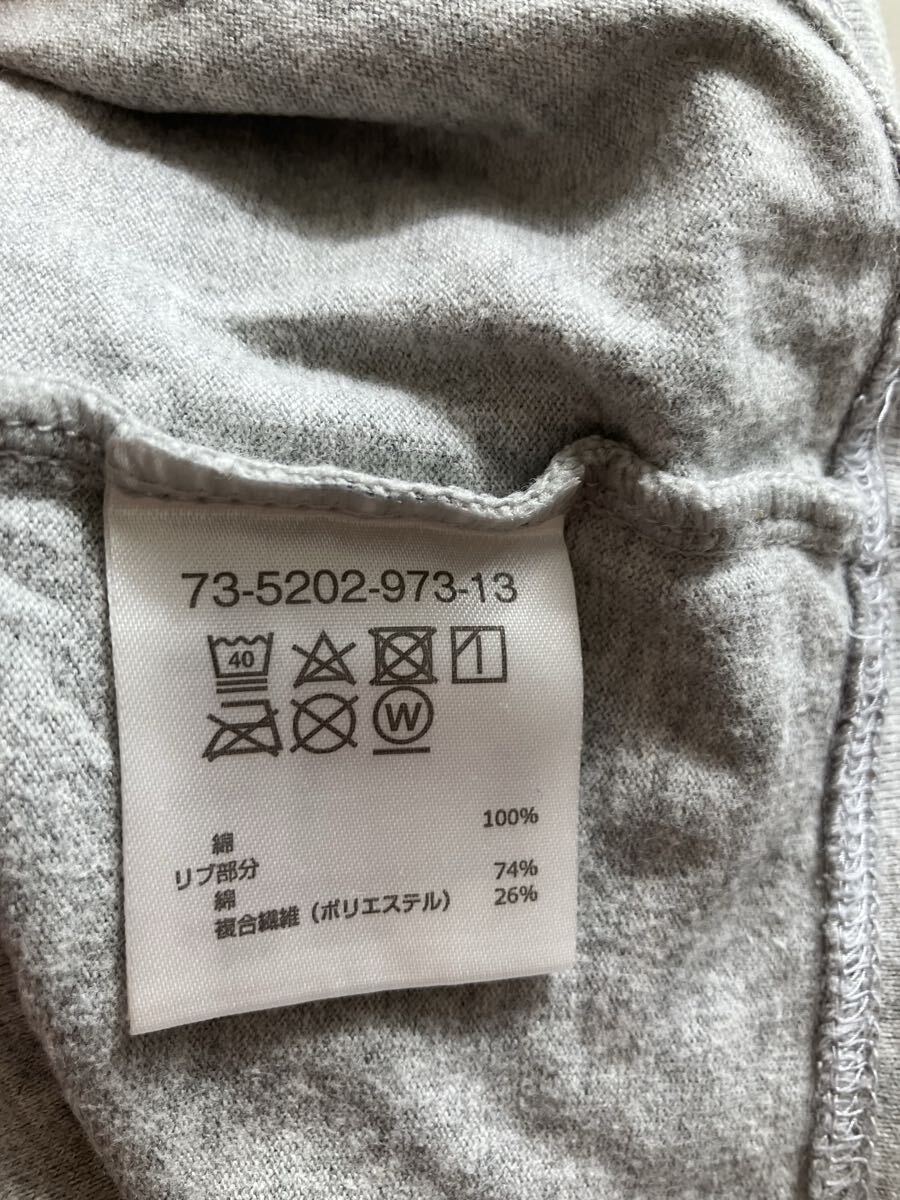 73-5202-973-13
40
W
100%
綿
リブ部分
綿 74%
複合繊維（ポリエステル） 26%